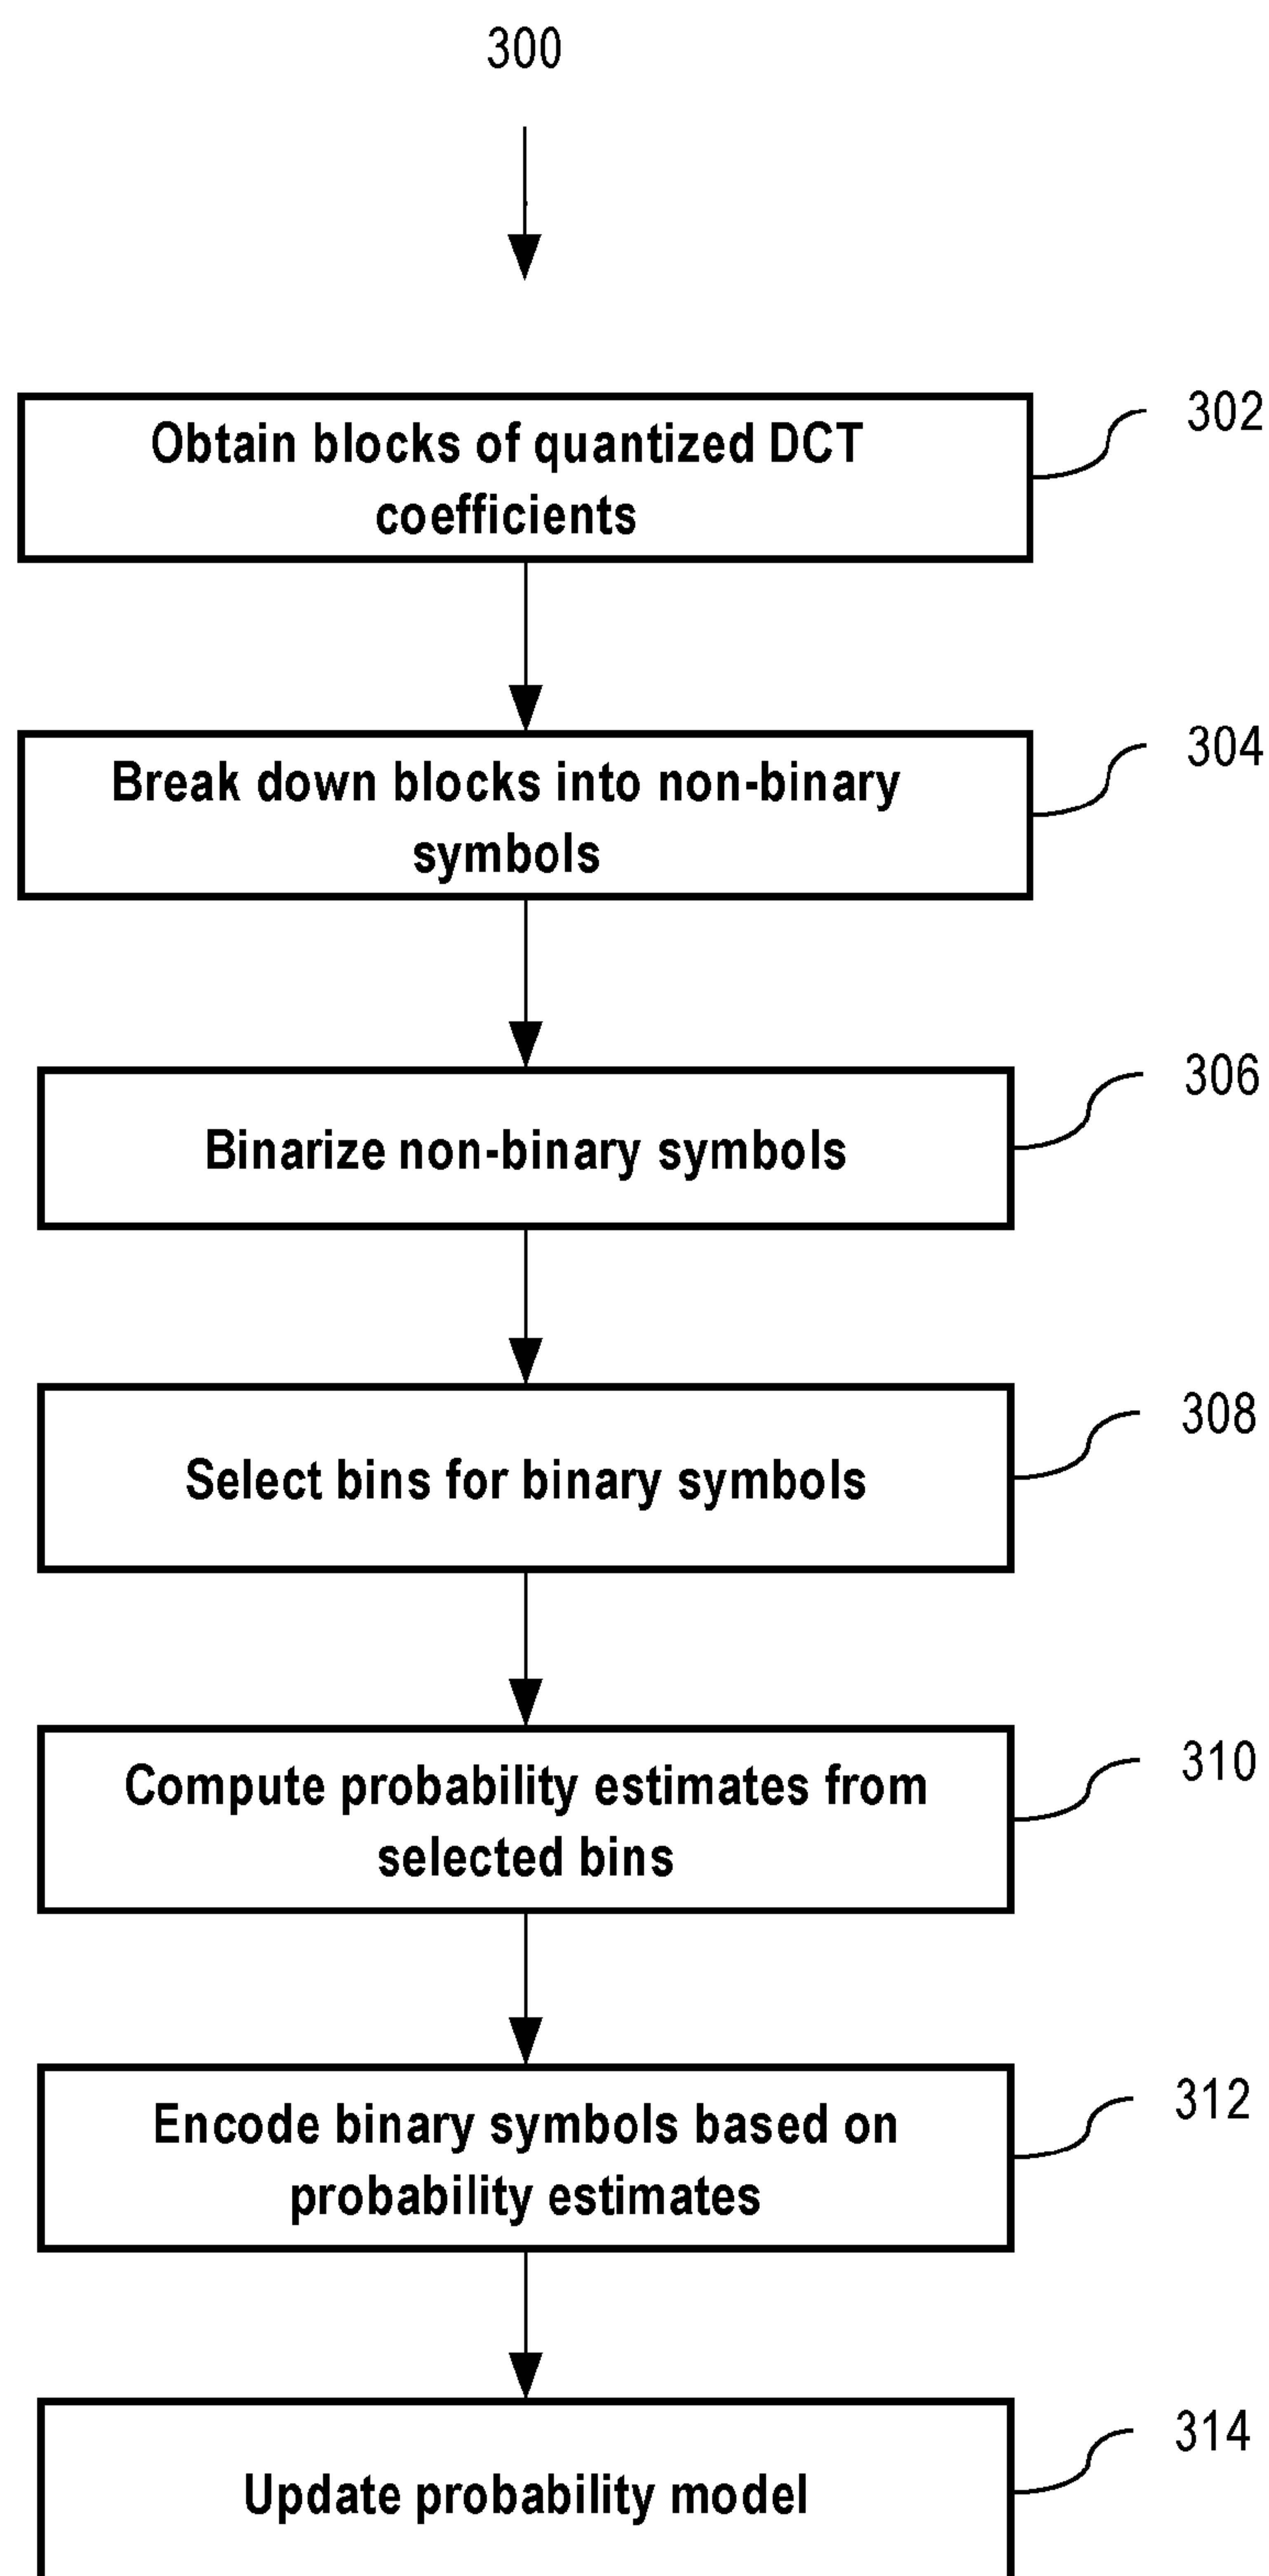 300
Obtain blocks of quantized DCT
coefficients
302
Break down blocks into non-binary
symbols
304
Binarize non-binary symbols
306
Select bins for binary symbols
308
Compute probability estimates from
selected bins
310
Encode binary symbols based on
probability estimates
312
Update probability model
314